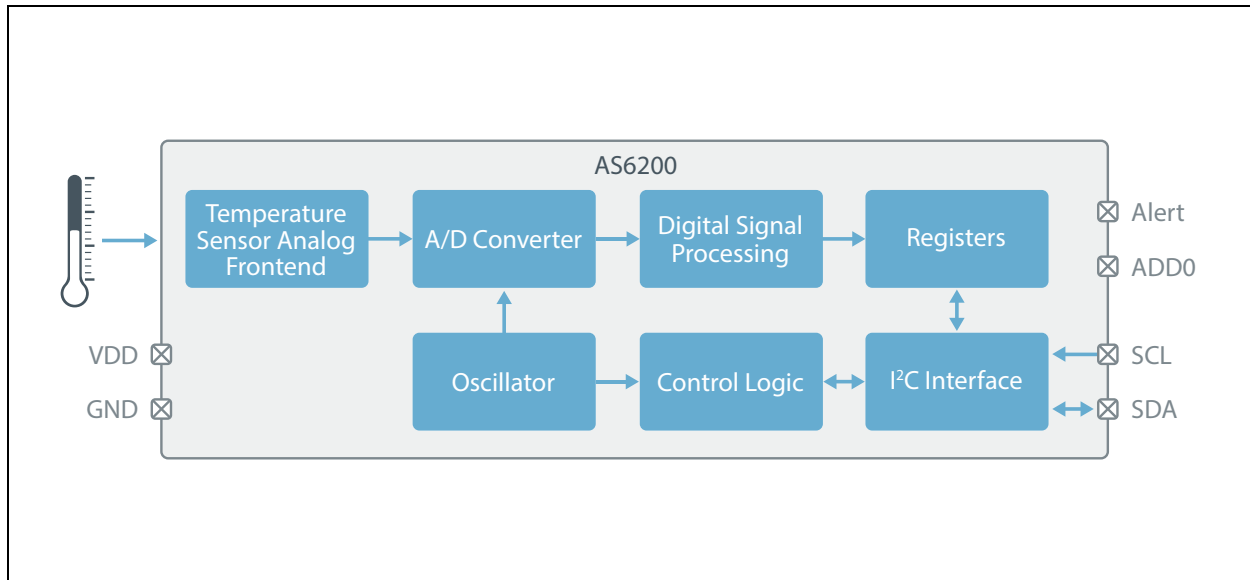 AS6200
Temperature
Sensor Analog
Frontend
A/D Converter
Digital Signal
Processing
Registers
Alert
ADD0
VDD
GND
Oscillator
Control Logic
I²C Interface
SCL
SDA